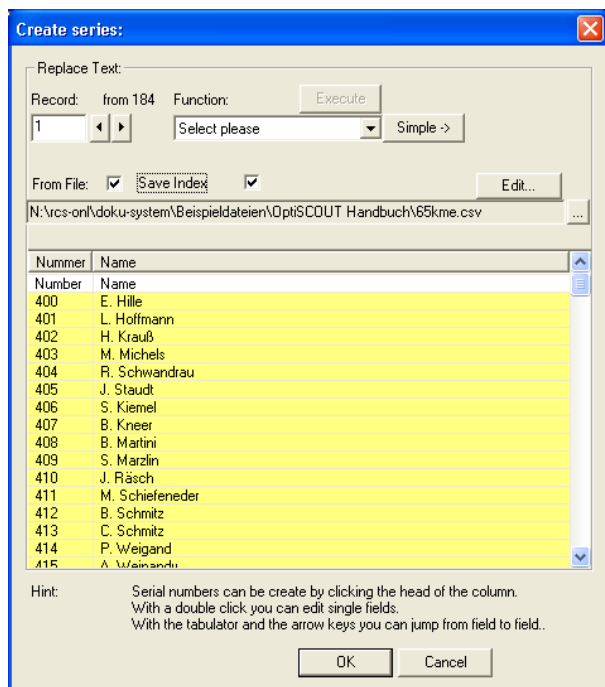 Create series:
Replace Text:
Record: from 184 Function: Execute
1 Select please Simple ->
From File: Save Index Edit...
N:\rcs-onl\doku-system\Beispieldateien\OptiSCOUT Handbuch\65kme.csv ...
Nummer Name
Number Name
400 E. Hille
401 L. Hoffmann
402 H. Krauß
403 M. Michels
404 R. Schwandrau
405 J. Staudt
406 S. Kiemel
407 B. Kneer
408 B. Martini
409 S. Marzlin
410 J. Räsch
411 M. Schiefeneder
412 B. Schmitz
413 C. Schmitz
414 P. Weigand
415 A. Weinandy
Hint: Serial numbers can be create by clicking the head of the column.
With a double click you can edit single fields.
With the tabulator and the arrow keys you can jump from field to field..
OK Cancel